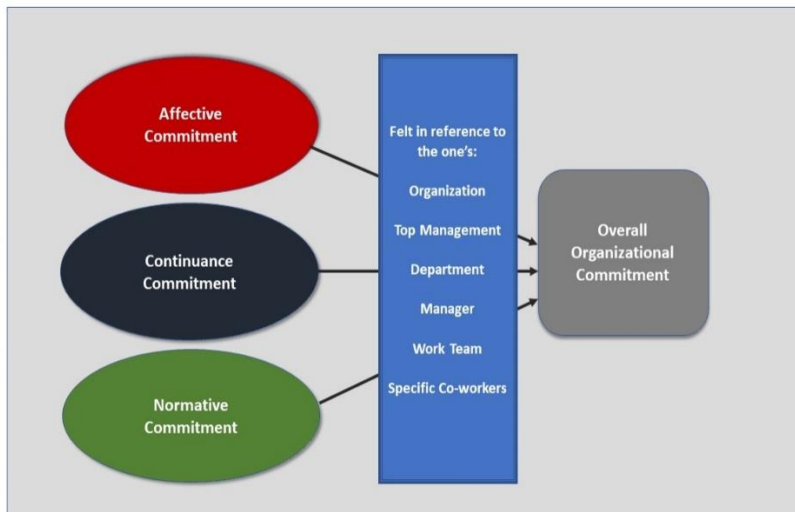 Affective
Commitment
Continuance
Commitment
Normative
Commitment
Felt in reference to
the one's:
Organization
Top Management
Department
Manager
Work Team
Specific Co-workers
Overall
Organizational
Commitment